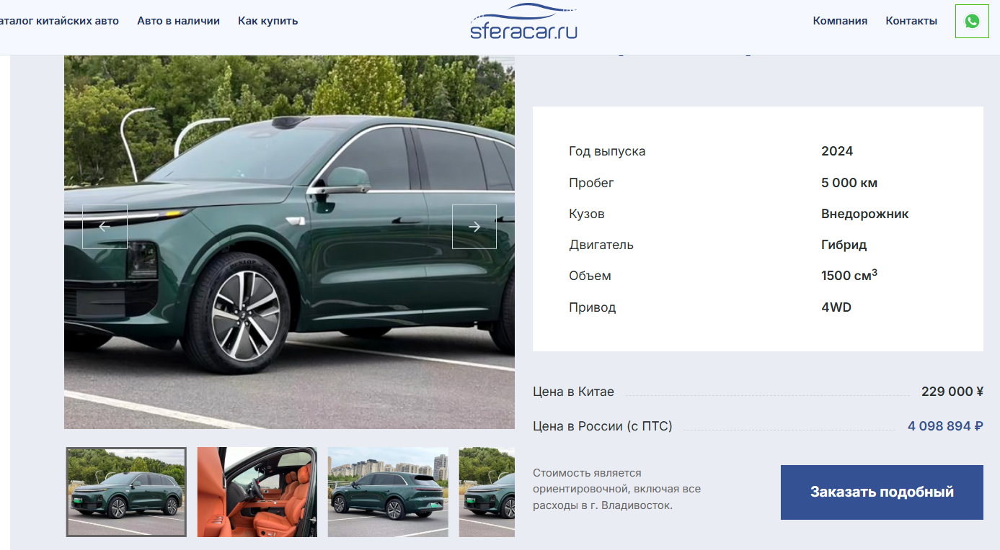 аталог китайских авто
Авто в наличии
Как купить
sferacar.ru
Компания
Контакты
DUNLOP
Год выпуска 2024
Пробег 5 000 км
Кузов Внедорожник
Двигатель Гибрид
Объем 1500 см³
Привод 4WD
Цена в Китае 229 000 ¥
Цена в России (с ПТС) 4 098 894 ₽
Стоимость является
ориентировочной, включая все
расходы в г. Владивосток.
Заказать подобный